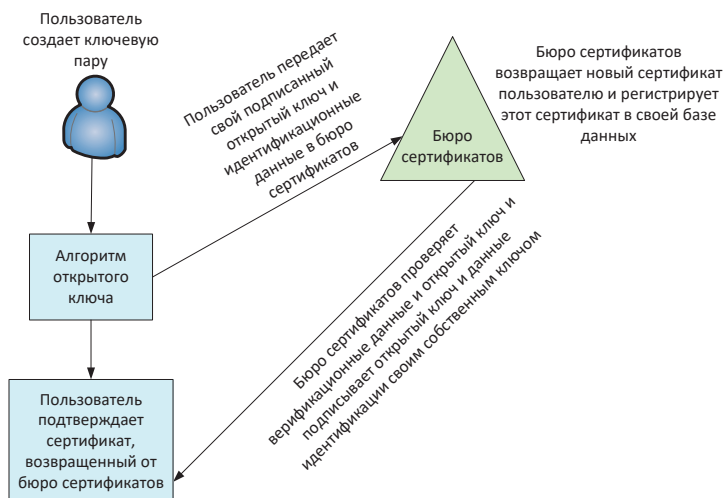 Пользователь
создает ключевую
пару
Пользователь передает
свой подписанный
открытый ключ и
идентификационные
данные в бюро
сертификатов
Бюро
сертификатов
Бюро сертификатов
возвращает новый сертификат
пользователю и регистрирует
этот сертификат в своей базе
данных
Алгоритм
открытого
ключа
Бюро сертификатов проверяет
верификационные данные и открытый ключ и
подписывает открытый ключ и данные
идентификации своим собственным ключом
Пользователь
подтверждает
сертификат,
возвращенный от
бюро сертификатов